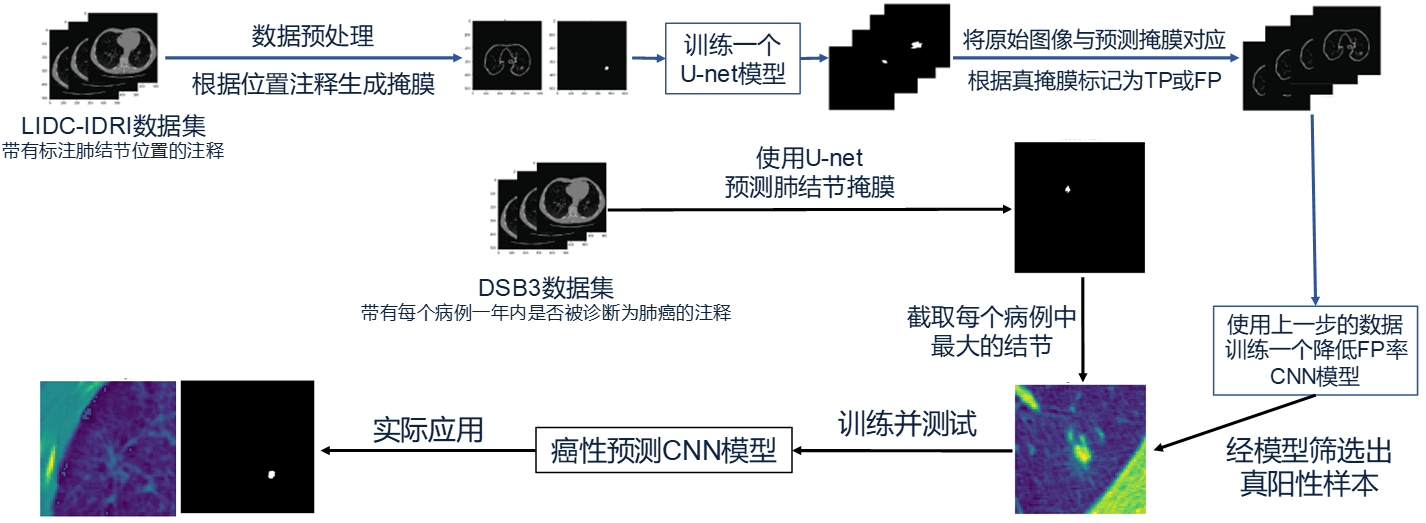 数据预处理
根据位置注释生成掩膜
训练一个
U-net模型
将原始图像与预测掩膜对应
根据真掩膜标记为TP或FP
LIDC-IDRI数据集
带有标注肺结节位置的注释
使用U-net
预测肺结节掩膜
DSB3数据集
带有每个病例一年内是否被诊断为肺癌的注释
截取每个病例中
最大的结节
使用上一步的数据
训练一个降低FP率
CNN模型
经模型筛选出
真阳性样本
训练并测试
癌性预测CNN模型
实际应用